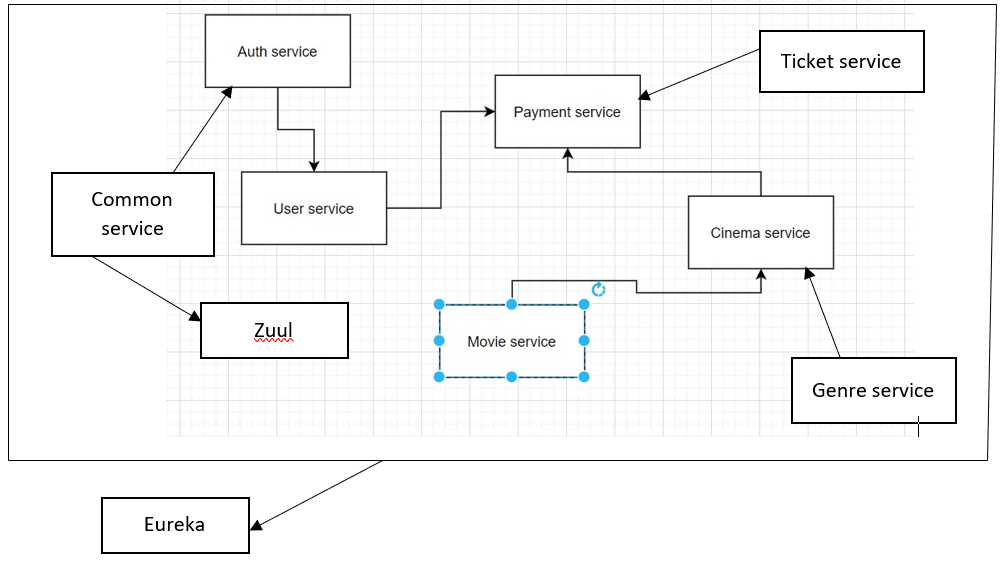 Auth service
Ticket service
Payment service
Common
service
User service
Cinema service
Zuul
Movie service
Genre service
Eureka